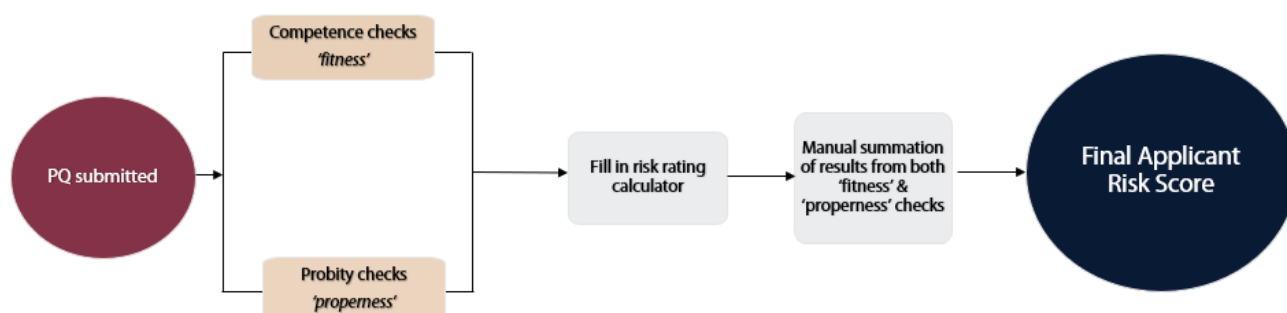 Competence checks
‘fitness’
PQ submitted
Probity checks
‘properness’
Fill in risk rating
calculator
Manual summation
of results from both
‘fitness’ &
‘properness’ checks
Final Applicant
Risk Score